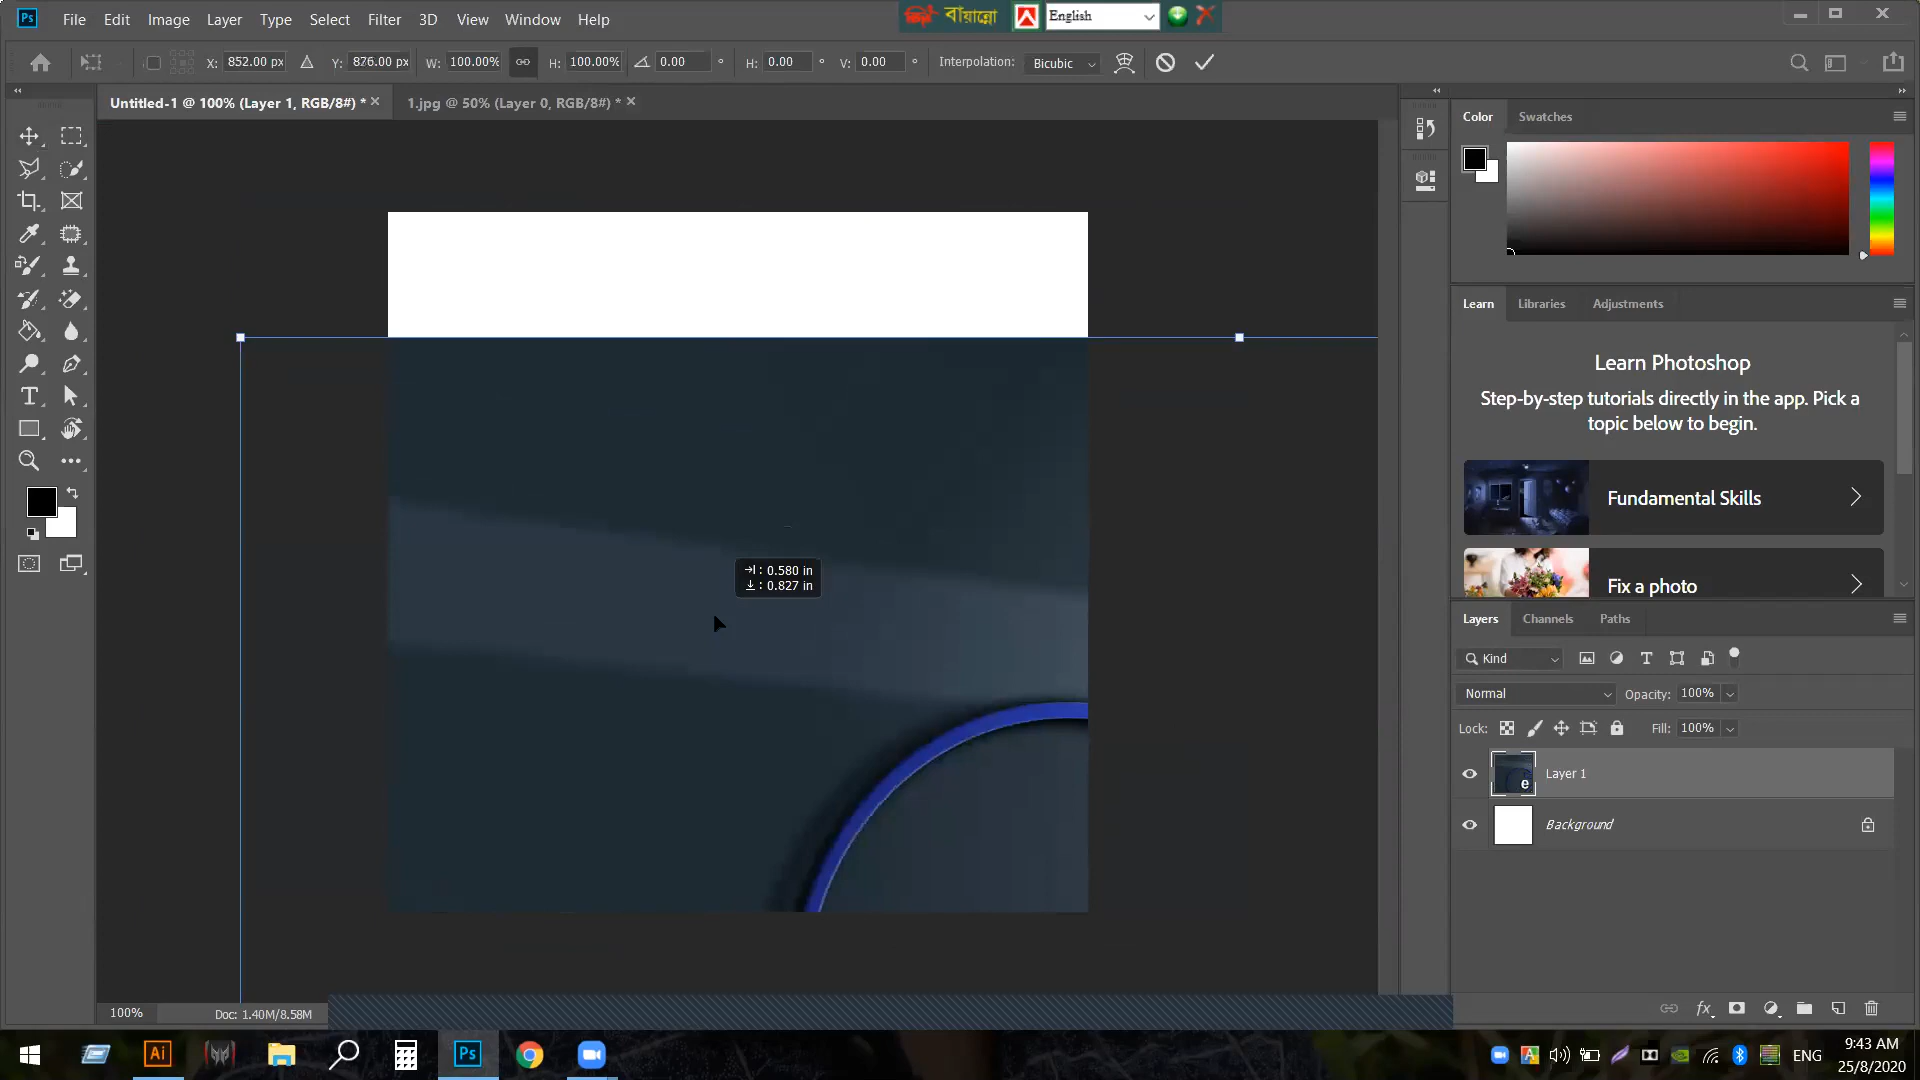 Ps File Edit Image Layer Type Select Filter 3D View Window Help
বায়ান্নো English
X: 852.00 px Y: 876.00 px W: 100.00% H: 100.00% 0.00 ° H: 0.00 ° V: 0.00 ° Interpolation: Bicubic
Untitled-1 @ 100% (Layer 1, RGB/8#) * 1.jpg @ 50% (Layer 0, RGB/8#) *
Color Swatches
Learn Libraries Adjustments
Learn Photoshop
Step-by-step tutorials directly in the app. Pick a
topic below to begin.
Fundamental Skills
Fix a photo
: 0.580 in
: 0.827 in
Layers Channels Paths
Kind
Normal Opacity: 100%
Lock: Fill: 100%
e Layer 1
Background
fx
100% Doc: 1.40M/8.58M
Ai Ps
ENG
9:43 AM
25/8/2020